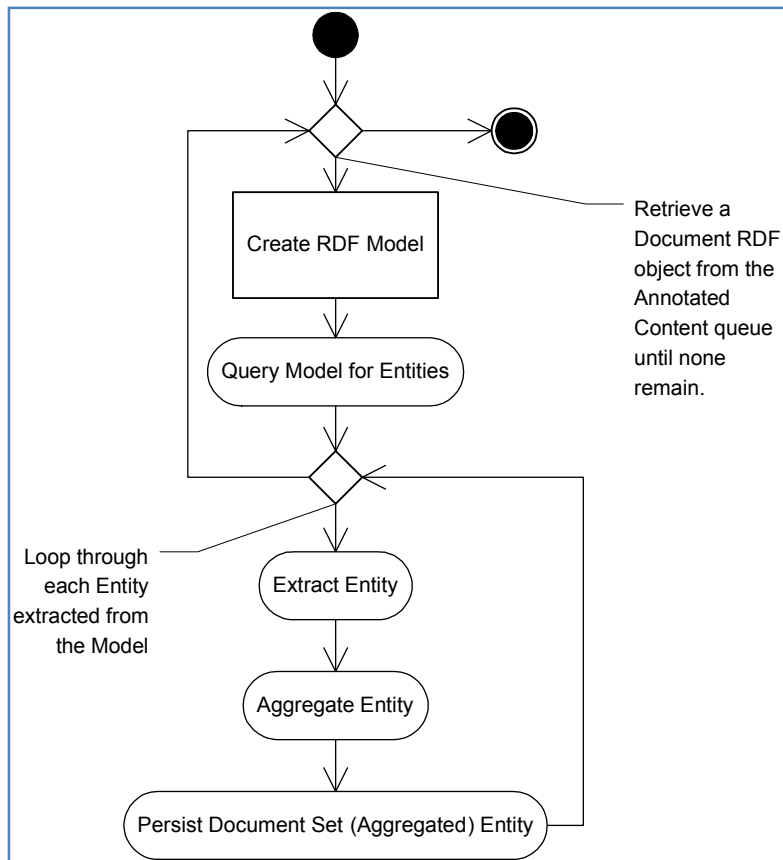 Create RDF Model
Retrieve a
Document RDF
object from the
Annotated
Content queue
until none
remain.
Query Model for Entities
Loop through
each Entity
extracted from
the Model
Extract Entity
Aggregate Entity
Persist Document Set (Aggregated) Entity